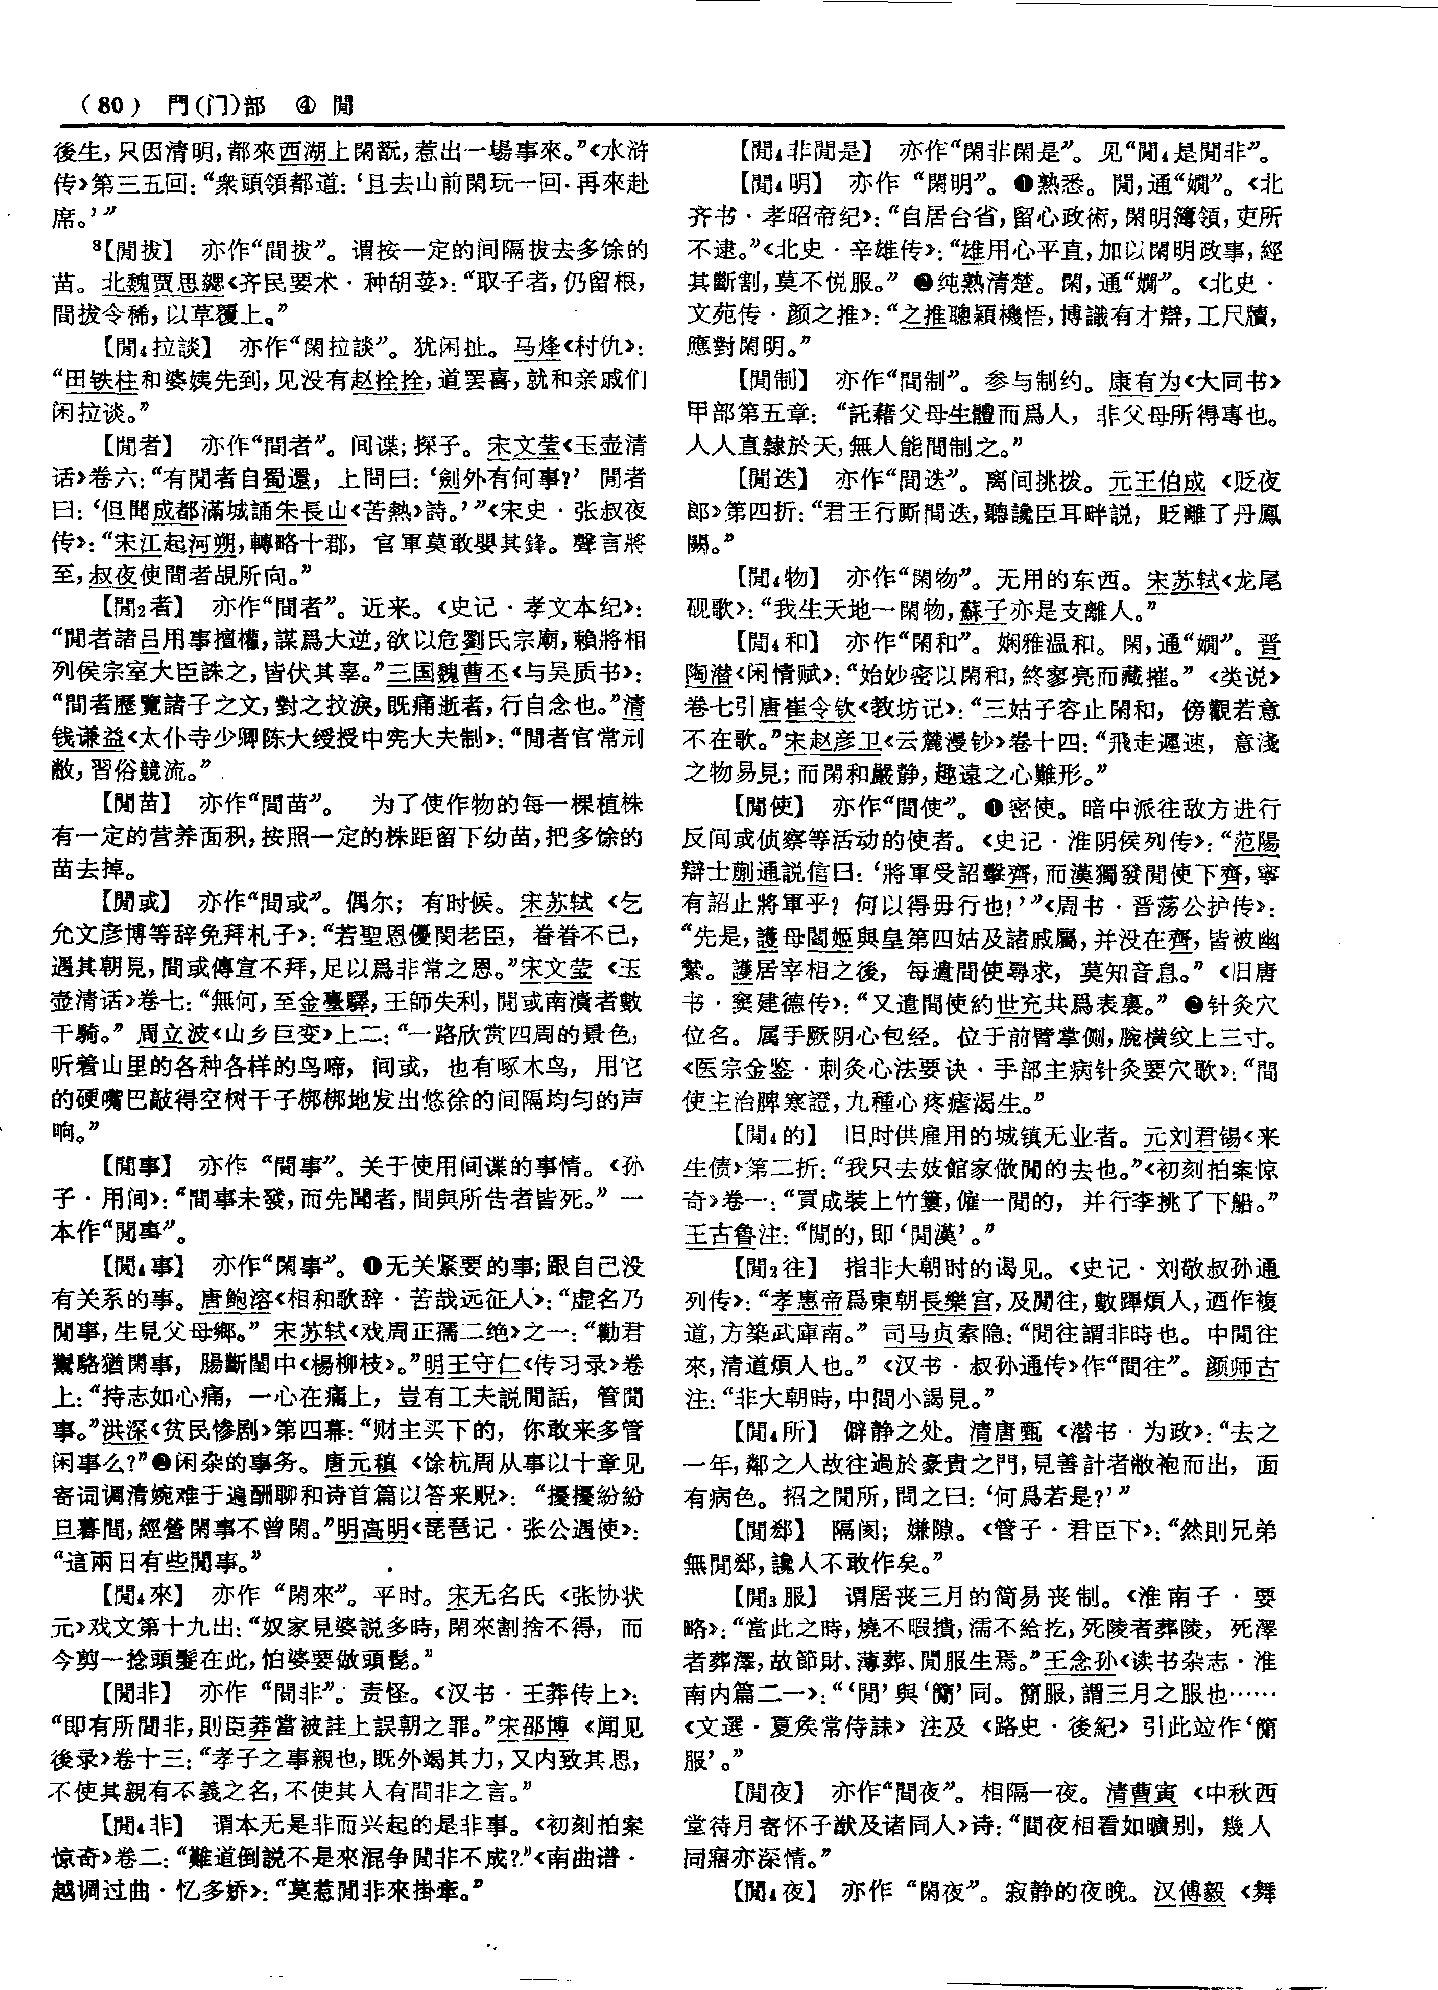 （80） 門(门)部 ④ 閒
後生，只因清明，都來西湖上閑翫，惹出一場事來。”《水浒
传》第三五回：“衆頭領都道：‘且去山前閑玩一回，再來赴
席。’”
⁸【閒拔】 亦作“間拔”。谓按一定的间隔拔去多馀的
苗。北魏贾思勰《齐民要术·种胡荽》：“取子者，仍留根，
間拔令稀，以草覆上。”
【閒₄拉談】 亦作“閑拉談”。犹闲扯。马烽《村仇》：
“田铁柱和婆姨先到，见没有赵拴拴，道罢喜，就和亲戚们
闲拉谈。”
【閒者】 亦作“間者”。间谍；探子。宋文莹《玉壶清
话》卷六：“有閒者自蜀還，上問曰：‘劍外有何事？’閒者
曰：‘但聞成都滿城誦朱長山《苦熱》詩。’”《宋史·张叔夜
传》：“宋江起河朔，轉略十郡，官軍莫敢嬰其鋒。聲言將
至，叔夜使間者覘所向。”
【閒₂者】 亦作“間者”。近来。《史记·孝文本纪》：
“閒者諸吕用事擅權，謀爲大逆，欲以危劉氏宗廟，賴將相
列侯宗室大臣誅之，皆伏其辜。”三国魏曹丕《与吴质书》：
“間者歷覽諸子之文，對之抆淚，既痛逝者，行自念也。”清
钱谦益《太仆寺少卿陈大绶授中宪大夫制》：“閒者官常刓
敝，習俗競流。”
【閒苗】 亦作“間苗”。 为了使作物的每一棵植株
有一定的营养面积，按照一定的株距留下幼苗，把多馀的
苗去掉。
【閒或】 亦作“間或”。偶尔；有时候。宋苏轼《乞
允文彦博等辞免拜札子》：“若聖恩優閔老臣，眷眷不已，
遇其朝見，間或傳宣不拜，足以爲非常之恩。”宋文莹《玉
壶清话》卷七：“無何，至金臺驛，王師失利，閒或南潰者數
千騎。”周立波《山乡巨变》上二：“一路欣赏四周的景色，
听着山里的各种各样的鸟啼，间或，也有啄木鸟，用它
的硬嘴巴敲得空树干子梆梆地发出悠徐的间隔均匀的声
响。”
【閒事】 亦作“間事”。关于使用间谍的事情。《孙
子·用间》：“間事未發，而先聞者，間與所告者皆死。”一
本作“閒事”。
【閒₄事】 亦作“閑事”。❶无关紧要的事；跟自己没
有关系的事。唐鲍溶《相和歌辞·苦哉远征人》：“虚名乃
閒事，生見父母鄉。”宋苏轼《戏周正孺二绝》之一：“勸君
鬻駱猶閑事，腸斷閨中《楊柳枝》。”明王守仁《传习录》卷
上：“持志如心痛，一心在痛上，豈有工夫説閒話，管閒
事。”洪深《贫民惨剧》第四幕：“财主买下的，你敢来多管
闲事么？”❷闲杂的事务。唐元稹《馀杭周从事以十章见
寄词调清婉难于遍酬聊和诗首篇以答来贶》：“擾擾紛紛
旦暮間，經營閑事不曾閑。”明高明《琵琶记·张公遇使》：
“這兩日有些閒事。”
【閒₄來】 亦作“閑來”。平时。宋无名氏《张协状
元》戏文第十九出：“奴家見婆説多時，閑來割捨不得，而
今剪一捻頭髮在此，怕婆要做頭髢。”
【閒非】 亦作“間非”。责怪。《汉书·王莽传上》：
“即有所閒非，則臣莽當被詿上誤朝之罪。”宋邵博《闻见
後录》卷十三：“孝子之事親也，既外竭其力，又内致其思，
不使其親有不義之名，不使其人有間非之言。”
【閒₄非】 谓本无是非而兴起的是非事。《初刻拍案
惊奇》卷二：“難道倒説不是來混争閒非不成？”《南曲谱·
越调过曲·忆多娇》：“莫惹閒非來掛牽。”
【閒₄非閒是】 亦作“閑非閑是”。见“閒₄是閒非”。
【閒₄明】 亦作“閑明”。❶熟悉。閒，通“嫺”。《北
齐书·孝昭帝纪》：“自居台省，留心政術，閑明簿領，吏所
不逮。”《北史·辛雄传》：“雄用心平直，加以閑明政事，經
其斷割，莫不悦服。”❷纯熟清楚。閑，通“嫺”。《北史·
文苑传·颜之推》：“之推聰穎機悟，博識有才辯，工尺牘，
應對閑明。”
【閒制】 亦作“間制”。参与制约。康有为《大同书》
甲部第五章：“託藉父母生體而爲人，非父母所得專也。
人人直隸於天，無人能間制之。”
【閒迭】 亦作“間迭”。离间挑拨。元王伯成《贬夜
郎》第四折：“君王行厮間迭，聽讒臣耳畔説，貶離了丹鳳
闕。”
【閒₄物】 亦作“閑物”。无用的东西。宋苏轼《龙尾
砚歌》：“我生天地一閑物，蘇子亦是支離人。”
【閒₄和】 亦作“閑和”。娴雅温和。閑，通“嫺”。晋
陶潜《闲情赋》：“始妙密以閑和，終寥亮而藏摧。”《类说》
卷七引唐崔令钦《教坊记》：“三姑子容止閑和，傍觀若意
不在歌。”宋赵彦卫《云麓漫钞》卷十四：“飛走遲速，意淺
之物易見；而閑和嚴静，趣遠之心難形。”
【閒使】 亦作“間使”。❶密使。暗中派往敌方进行
反间或侦察等活动的使者。《史记·淮阴侯列传》：“范陽
辯士蒯通説信曰：‘將軍受詔擊齊，而漢獨發閒使下齊，寧
有詔止將軍乎？何以得毋行也！’”《周书·晋荡公护传》：
“先是，護母閻姬與皇第四姑及諸戚屬，并没在齊，皆被幽
縶。護居宰相之後，每遣間使尋求，莫知音息。”《旧唐
书·窦建德传》：“又遣間使約世充共爲表裏。”❷针灸穴
位名。属手厥阴心包经。位于前臂掌侧，腕横纹上三寸。
《医宗金鉴·刺灸心法要诀·手部主病针灸要穴歌》：“間
使主治脾寒證，九種心疼瘧渴生。”
【閒₄的】 旧时供雇用的城镇无业者。元刘君锡《来
生债》第二折：“我只去妓館家做閒的去也。”《初刻拍案惊
奇》卷一：“買成裝上竹簍，僱一閒的，并行李挑了下船。”
王古鲁注：“閒的，即‘閒漢’。”
【閒₂往】 指非大朝时的谒见。《史记·刘敬叔孙通
列传》：“孝惠帝爲東朝長樂宫，及閒往，數蹕煩人，迺作複
道，方築武庫南。”司马贞索隐：“閒往謂非時也。中閒往
來，清道煩人也。”《汉书·叔孙通传》作“間往”。颜师古
注：“非大朝時，中間小謁見。”
【閒₄所】 僻静之处。清唐甄《潜书·为政》：“去之
一年，鄰之人故往過於豪貴之門，見善計者敝袍而出，面
有病色。招之閒所，問之曰：‘何爲若是？’”
【閒郄】 隔阂；嫌隙。《管子·君臣下》：“然則兄弟
無閒郄，讒人不敢作矣。”
【閒₃服】 谓居丧三月的简易丧制。《淮南子·要
略》：“當此之時，燒不暇撌，濡不給扢，死陵者葬陵，死澤
者葬澤，故節財、薄葬、閒服生焉。”王念孙《读书杂志·淮
南内篇二一》：“‘閒’與‘簡’同。簡服，謂三月之服也……
《文選·夏侯常侍誄》注及《路史·後紀》引此竝作‘簡
服’。”
【閒夜】 亦作“間夜”。相隔一夜。清曹寅《中秋西
堂待月寄怀子猷及诸同人》诗：“間夜相看如曠别，幾人
同寤亦深情。”
【閒₄夜】 亦作“閑夜”。寂静的夜晚。汉傅毅《舞